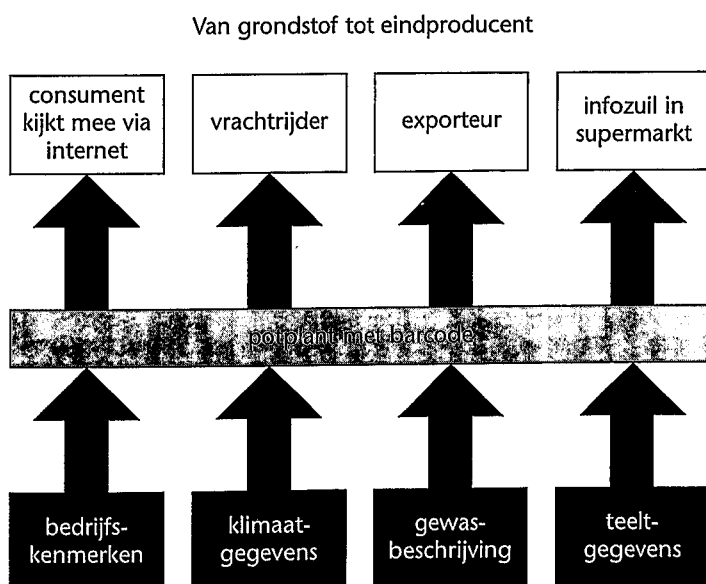 Van grondstof tot eindproducent
consument
kijkt mee via
internet
vrachtrijder
exporteur
infozuil in
supermarkt
potplant met barcode
bedrijfs-
kenmerken
klimaat-
gegevens
gewas-
beschrijving
teelt-
gegevens